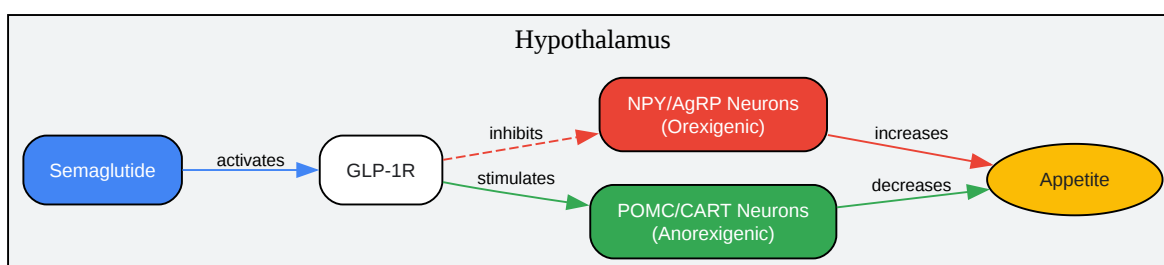 Hypothalamus
Semaglutide
activates
GLP-1R
inhibits
stimulates
NPY/AgRP Neurons
(Orexigenic)
POMC/CART Neurons
(Anorexigenic)
increases
decreases
Appetite